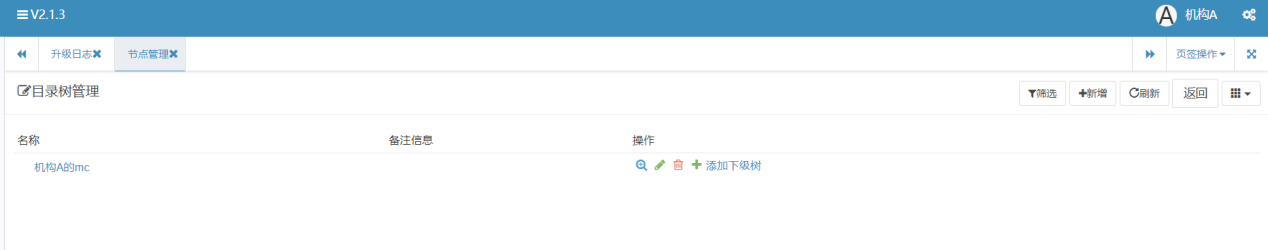 V2.1.3 A 机构A
升级日志 节点管理 页签操作
目录树管理 筛选 新增 刷新 返回
名称 备注信息 操作
机构A的mc 添加下级树